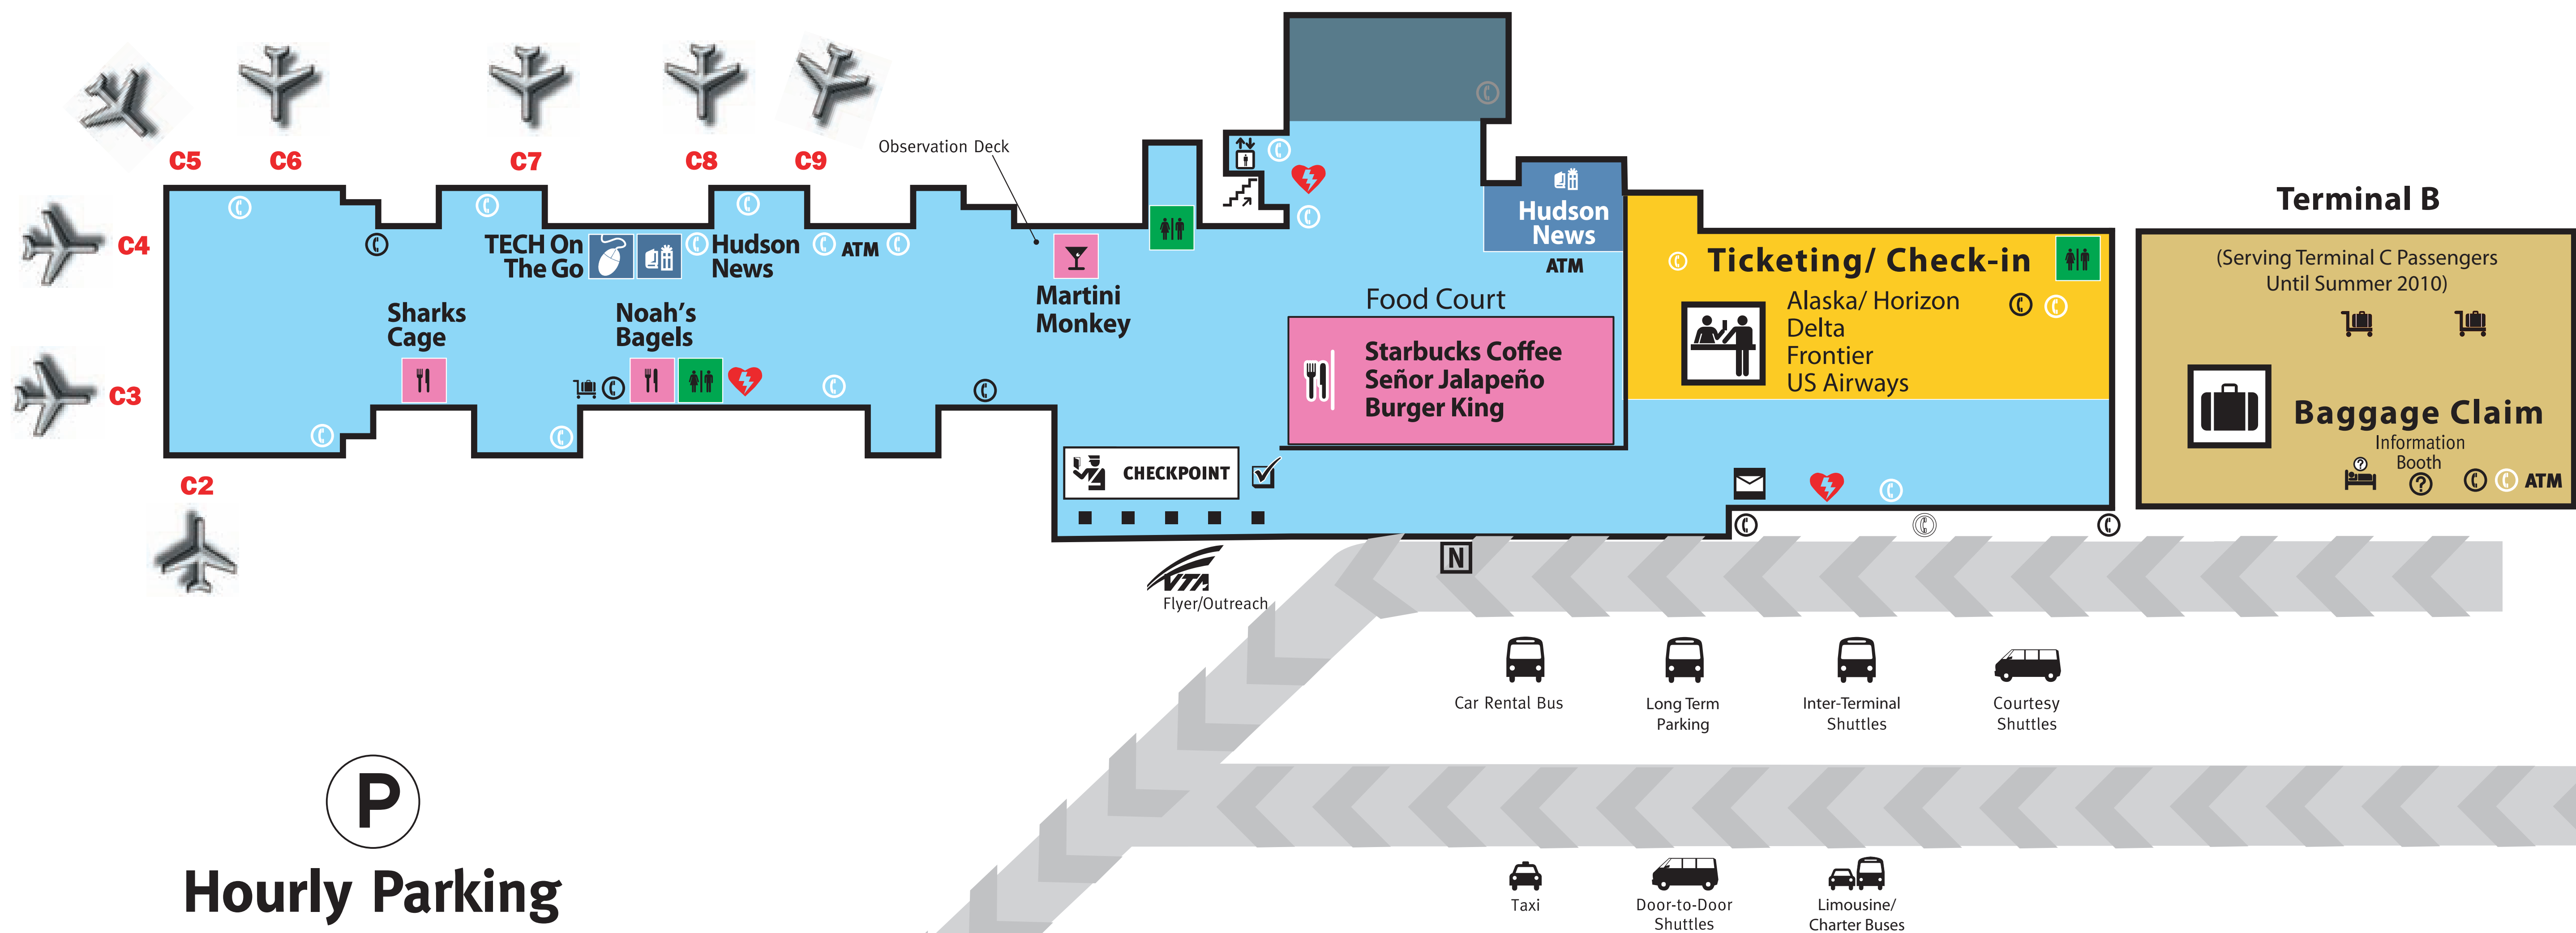 Observation Deck
C5
C6
C7
C8
C9
C4
C3
C2
TECH On
The Go
Hudson
News
ATM
Sharks
Cage
Noah's
Bagels
Martini
Monkey
Hudson
News
ATM
Food Court
Starbucks Coffee
Señor Jalapeño
Burger King
CHECKPOINT
Ticketing/ Check-in
Alaska/ Horizon
Delta
Frontier
US Airways
Terminal B
(Serving Terminal C Passengers
Until Summer 2010)
Baggage Claim
Information
Booth
?
?
ATM
VTA
Flyer/Outreach
N
Car Rental Bus
Long Term
Parking
Inter-Terminal
Shuttles
Courtesy
Shuttles
P
Hourly Parking
Taxi
Door-to-Door
Shuttles
Limousine/
Charter Buses